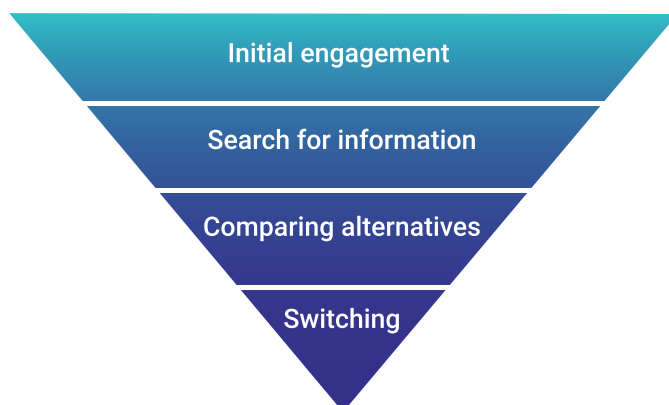 Initial engagement
Search for information
Comparing alternatives
Switching